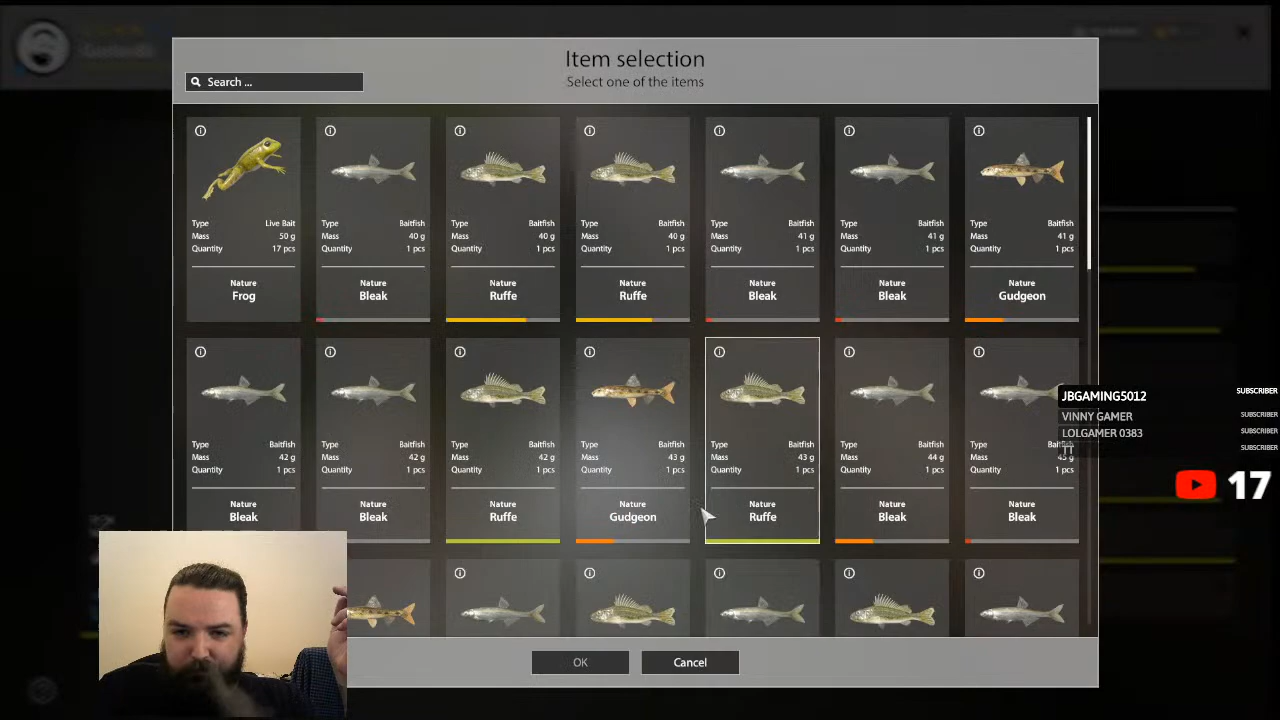 Item selection
Search ...
Select one of the items
Type Live Bait
Mass 50 g
Quantity 17 pcs
Nature
Frog
Type Baitfish
Mass 40 g
Quantity 1 pcs
Nature
Bleak
Type Baitfish
Mass 40 g
Quantity 1 pcs
Nature
Ruffe
Type Baitfish
Mass 40 g
Quantity 1 pcs
Nature
Ruffe
Type Baitfish
Mass 41 g
Quantity 1 pcs
Nature
Bleak
Type Baitfish
Mass 41 g
Quantity 1 pcs
Nature
Bleak
Type Baitfish
Mass 41 g
Quantity 1 pcs
Nature
Gudgeon
Type Baitfish
Mass 42 g
Quantity 1 pcs
Nature
Bleak
Type Baitfish
Mass 42 g
Quantity 1 pcs
Nature
Bleak
Type Baitfish
Mass 42 g
Quantity 1 pcs
Nature
Ruffe
Type Baitfish
Mass 43 g
Quantity 1 pcs
Nature
Gudgeon
Type Baitfish
Mass 43 g
Quantity 1 pcs
Nature
Ruffe
Type Baitfish
Mass 44 g
Quantity 1 pcs
Nature
Bleak
Type Baitfish
Mass 45 g
Quantity 1 pcs
Nature
Bleak
JBGAMING5012 SUBSCRIBER
VINNY GAMER SUBSCRIBER
LOLGAMER 0383 SUBSCRIBER
TT SUBSCRIBER
17
OK
Cancel